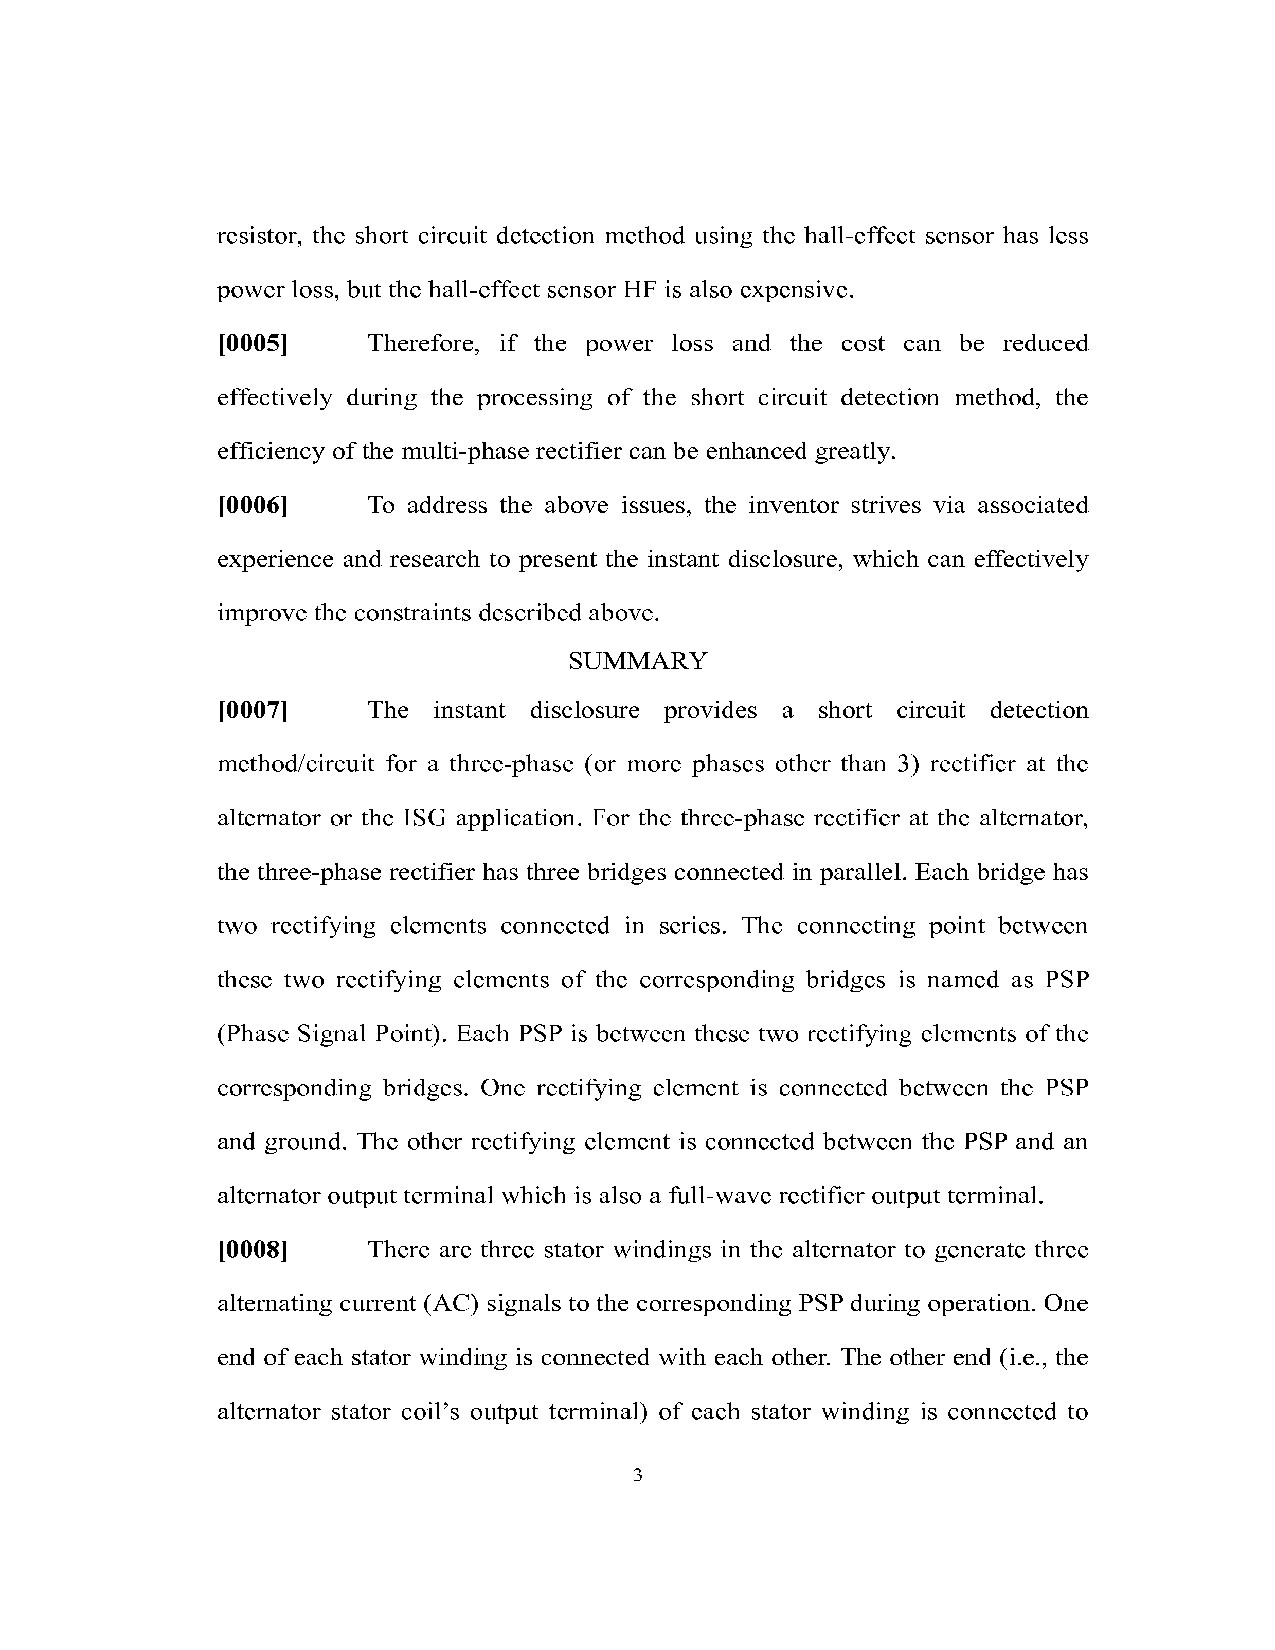 resistor, the short circuit detection method using the hall-effect sensor has less
power loss, but the hall-effect sensor HF is also expensive.
[0005] Therefore, if the power loss and the cost can be reduced
effectively during the processing of the short circuit detection method, the
efficiency of the multi-phase rectifier can be enhanced greatly.
[0006] To address the above issues, the inventor strives via associated
experience and research to present the instant disclosure, which can effectively
improve the constraints described above.
SUMMARY
[0007] The instant disclosure provides a short circuit detection
method/circuit for a three-phase (or more phases other than 3) rectifier at the
alternator or the ISG application. For the three-phase rectifier at the alternator,
the three-phase rectifier has three bridges connected in parallel. Each bridge has
two rectifying elements connected in series. The connecting point between
these two rectifying elements of the corresponding bridges is named as PSP
(Phase Signal Point). Each PSP is between these two rectifying elements of the
corresponding bridges. One rectifying element is connected between the PSP
and ground. The other rectifying element is connected between the PSP and an
alternator output terminal which is also a full-wave rectifier output terminal.
[0008] There are three stator windings in the alternator to generate three
alternating current (AC) signals to the corresponding PSP during operation. One
end of each stator winding is connected with each other. The other end (i.e., the
alternator stator coil’s output terminal) of each stator winding is connected to
3